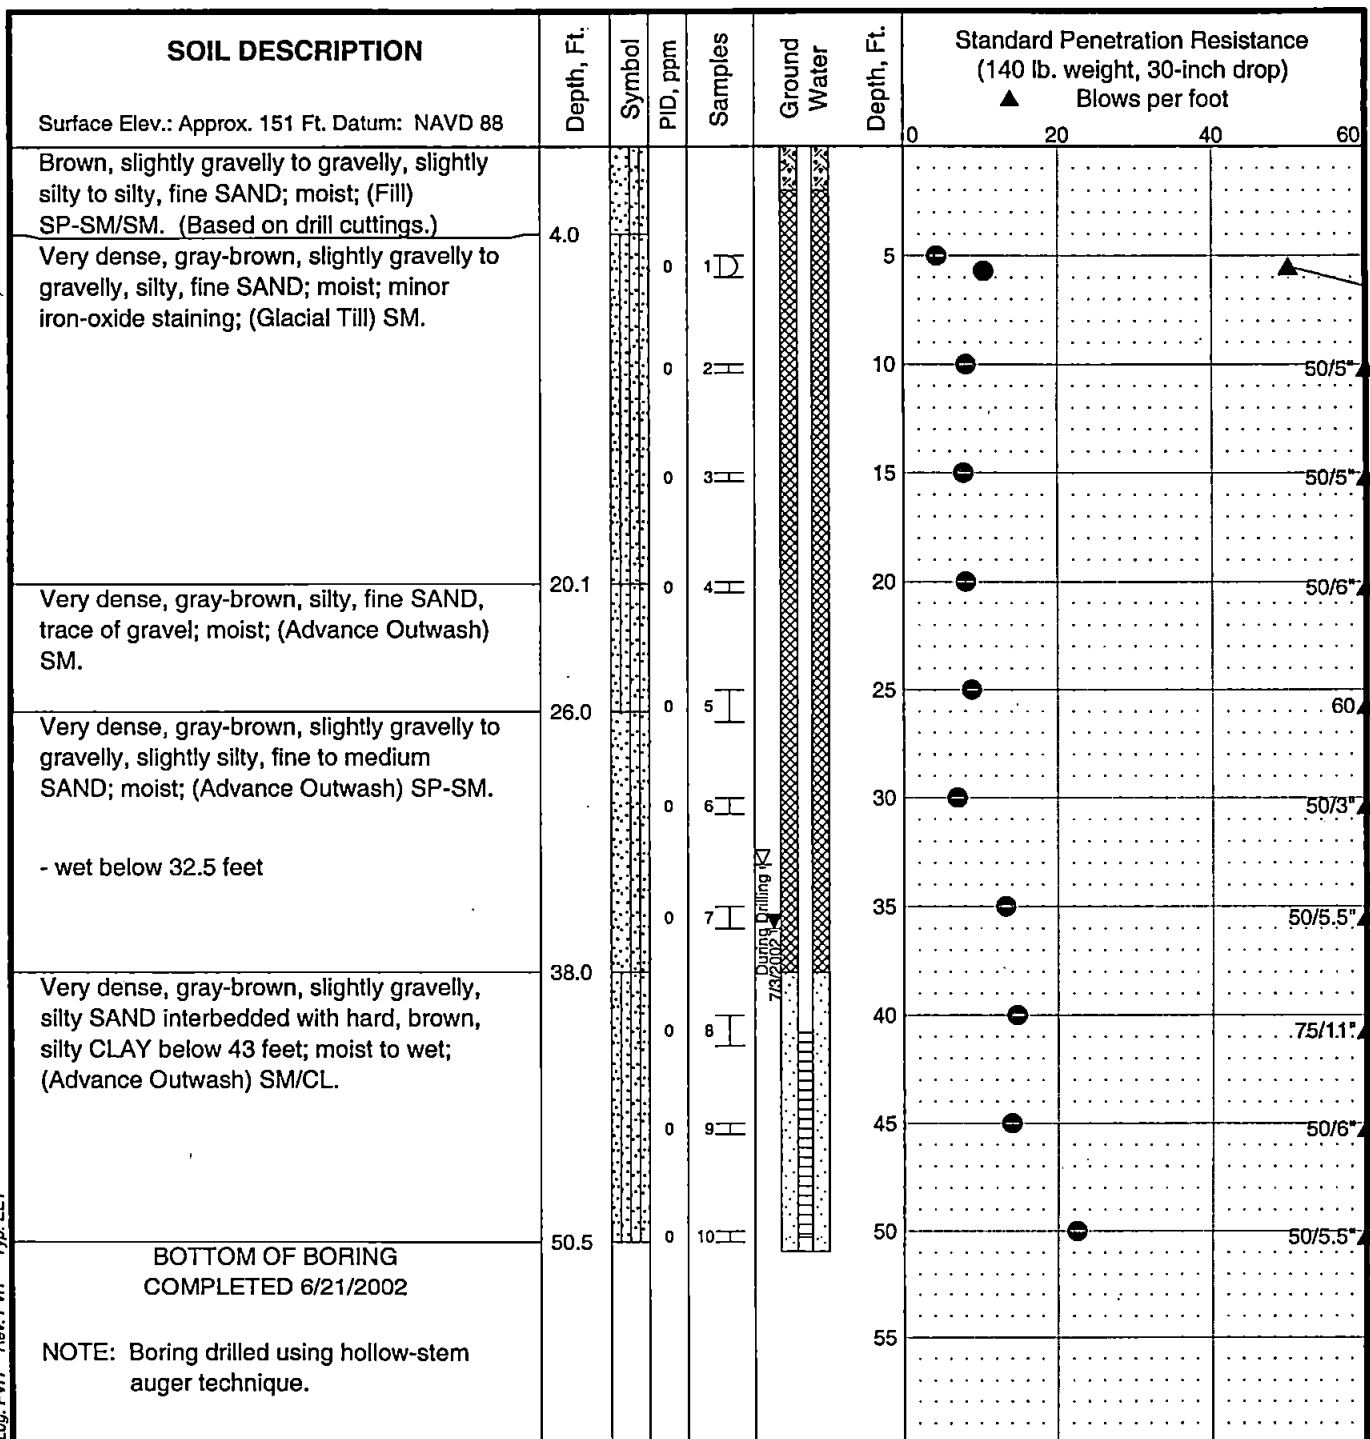 SOIL DESCRIPTION
Surface Elev.: Approx. 151 Ft. Datum: NAVD 88
Depth, Ft.
Symbol
PID, ppm
Samples
Ground
Water
Depth, Ft.
Standard Penetration Resistance
(140 lb. weight, 30-inch drop)
▲ Blows per foot
0 20 40 60
Brown, slightly gravelly to gravelly, slightly
silty to silty, fine SAND; moist; (Fill)
SP-SM/SM. (Based on drill cuttings.)
4.0
Very dense, gray-brown, slightly gravelly to
gravelly, silty, fine SAND; moist; minor
iron-oxide staining; (Glacial Till) SM.
0 1
5
0 2
10
50/5"
0 3
15
50/5"
20.1
0 4
20
50/6"
Very dense, gray-brown, silty, fine SAND,
trace of gravel; moist; (Advance Outwash)
SM.
25
26.0
0 5
60
Very dense, gray-brown, slightly gravelly to
gravelly, slightly silty, fine to medium
SAND; moist; (Advance Outwash) SP-SM.
0 6
30
50/3"
- wet below 32.5 feet
During Drilling
7/3/2002
0 7
35
50/5.5"
38.0
Very dense, gray-brown, slightly gravelly,
silty SAND interbedded with hard, brown,
silty CLAY below 43 feet; moist to wet;
(Advance Outwash) SM/CL.
0 8
40
75/11"
0 9
45
50/6"
50.5
0 10
50
50/5.5"
BOTTOM OF BORING
COMPLETED 6/21/2002
55
NOTE: Boring drilled using hollow-stem
auger technique.